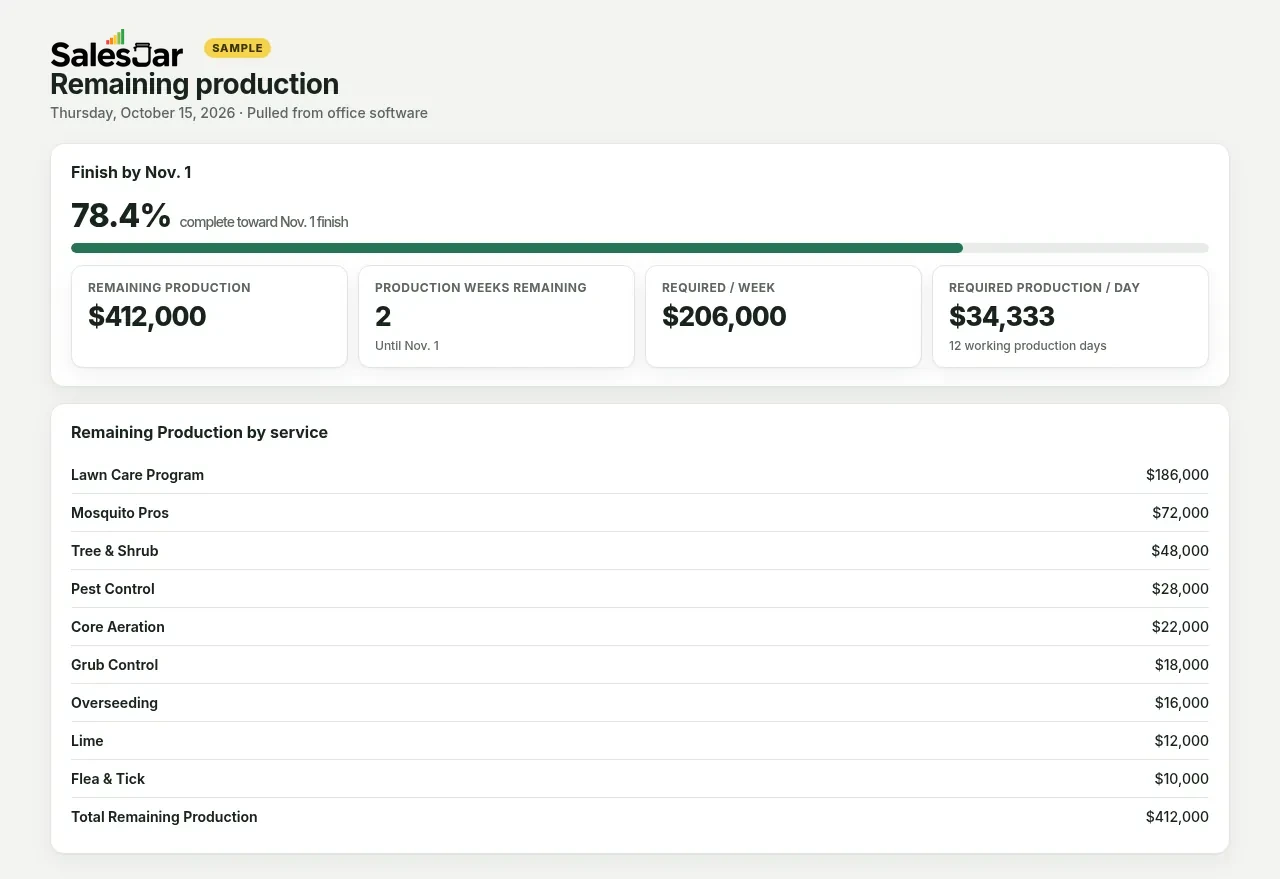 SalesJar
SAMPLE
Remaining production
Thursday, October 15, 2026 · Pulled from office software
Finish by Nov. 1
78.4% complete toward Nov. 1 finish
REMAINING PRODUCTION
$412,000
PRODUCTION WEEKS REMAINING
2
Until Nov. 1
REQUIRED / WEEK
$206,000
REQUIRED PRODUCTION / DAY
$34,333
12 working production days
Remaining Production by service
Lawn Care Program $186,000
Mosquito Pros $72,000
Tree & Shrub $48,000
Pest Control $28,000
Core Aeration $22,000
Grub Control $18,000
Overseeding $16,000
Lime $12,000
Flea & Tick $10,000
Total Remaining Production $412,000